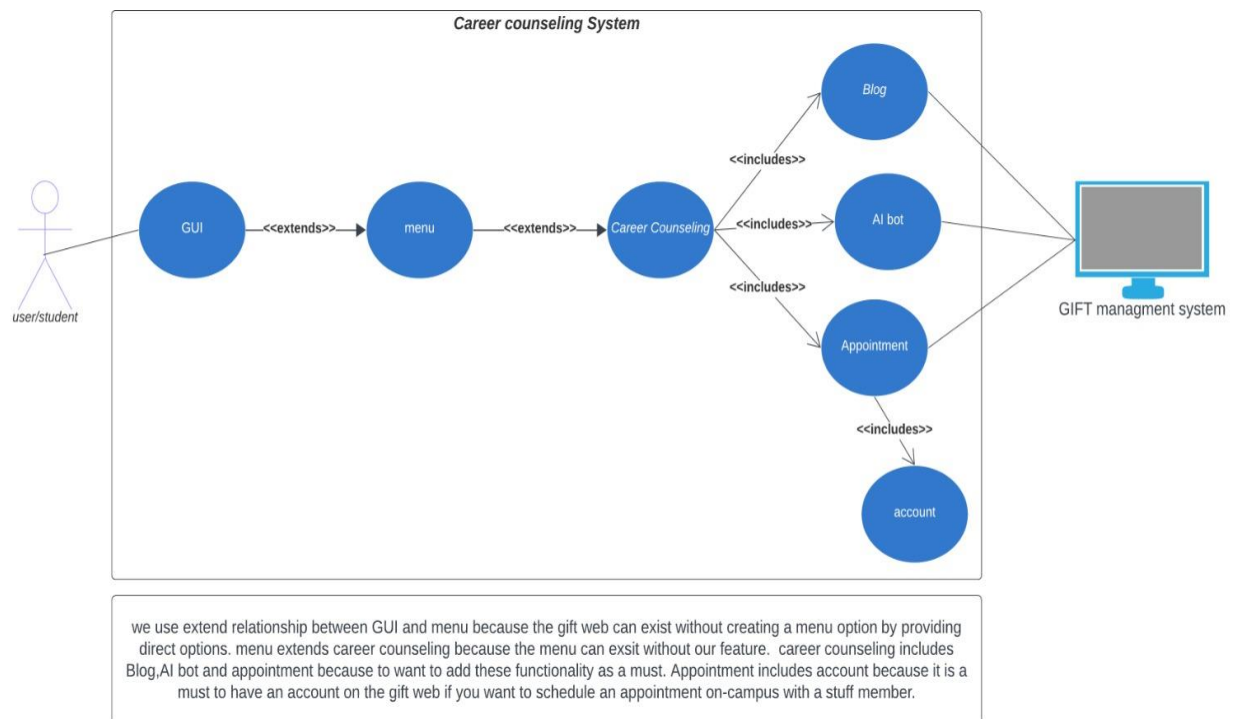 Career counseling System
Blog
<<includes>>
AI bot
GUI
<<extends>>
menu
<<extends>>
Career Counseling
<<includes>>
<<includes>>
user/student
GIFT managment system
Appointment
<<includes>>
account
we use extend relationship between GUI and menu because the gift web can exist without creating a menu option by providing
direct options. menu extends career counseling because the menu can exsit without our feature. career counseling includes
Blog,AI bot and appointment because to want to add these functionality as a must. Appointment includes account because it is a
must to have an account on the gift web if you want to schedule an appointment on-campus with a stuff member.